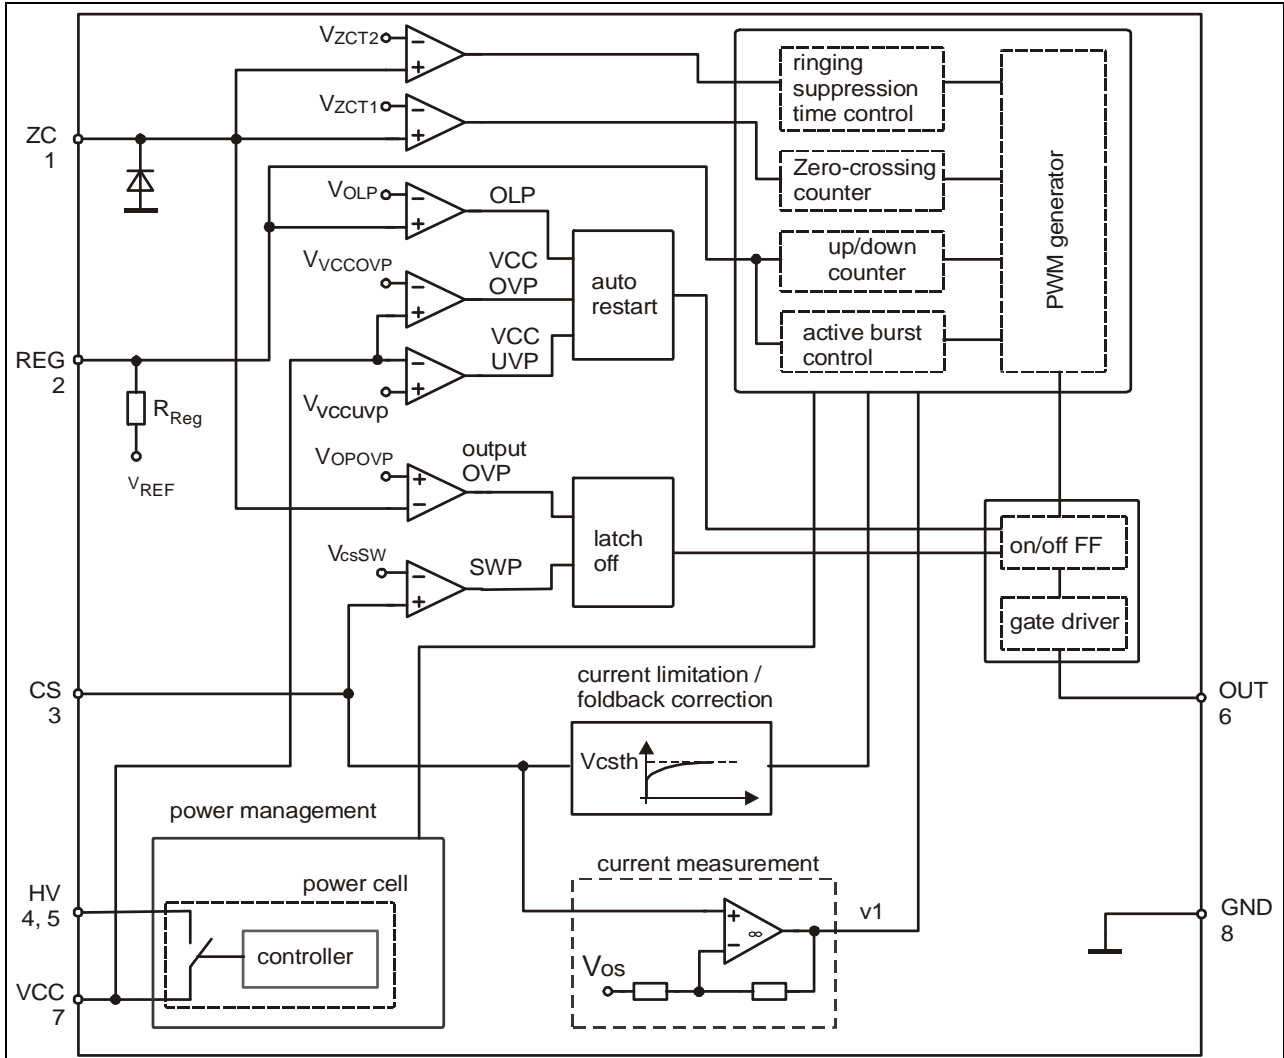 VZCT2
ringing
suppression
time control
VZCT1
ZC
1
Zero-crossing
counter
PWM generator
VOLP
OLP
up/down
counter
VVCCOVP
VCC
OVP
auto
restart
VCC
UVP
active burst
control
REG
2
RReg
VREF
Vvccuvp
VOPOVP
output
OVP
latch
off
on/off FF
VcsSW
SWP
gate driver
CS
3
OUT
6
current limitation /
foldback correction
Vcsth
power management
current measurement
power cell
HV
4, 5
controller
+
∞
−
v1
GND
8
Vos
VCC
7